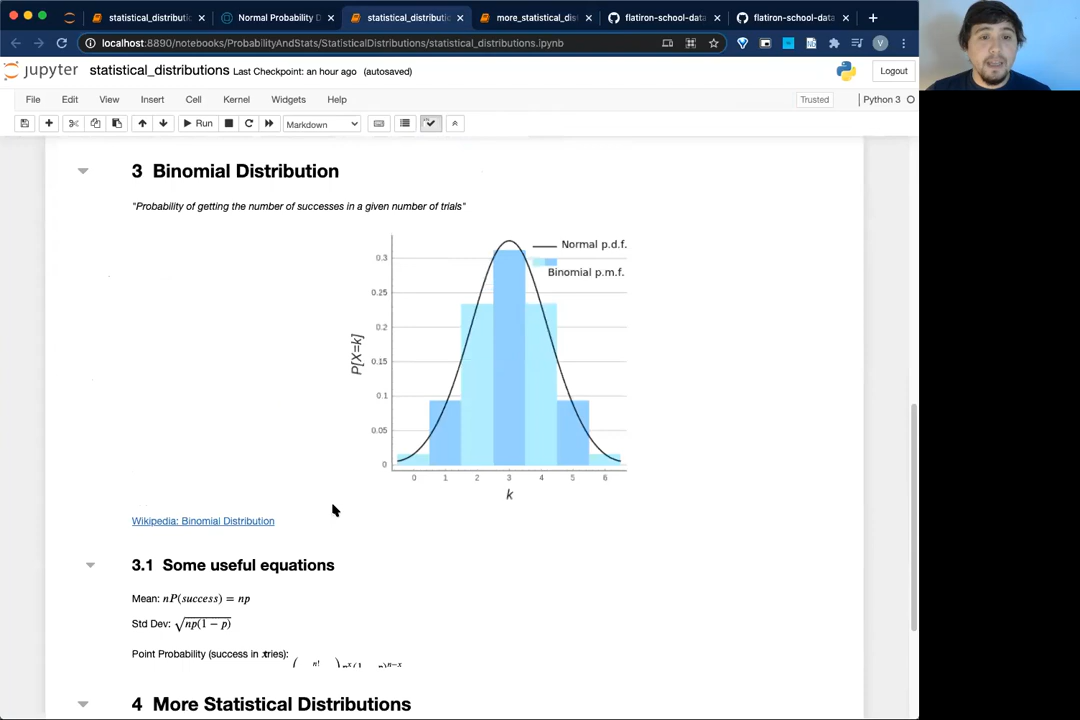 statistical_distributio
Normal Probability D
statistical_distributio
more_statistical_dis
flatiron-school-data
flatiron-school-data
localhost:8890/notebooks/ProbabilityAndStats/StatisticalDistributions/statistical_distributions.ipynb
V
jupyter
statistical_distributions Last Checkpoint: an hour ago (autosaved)
Logout
File Edit View Insert Cell Kernel Widgets Help
Trusted
Python 3
Run
Markdown
3 Binomial Distribution
"Probability of getting the number of successes in a given number of trials"
Normal p.d.f.
Binomial p.m.f.
0.3
0.25
0.2
0.15
0.1
0.05
0
P[X=k]
0 1 2 3 4 5 6
k
Wikipedia: Binomial Distribution
3.1 Some useful equations
Mean: nP(success) = np
Std Dev: √np(1 − p)
Point Probability (success in x tries):
4 More Statistical Distributions